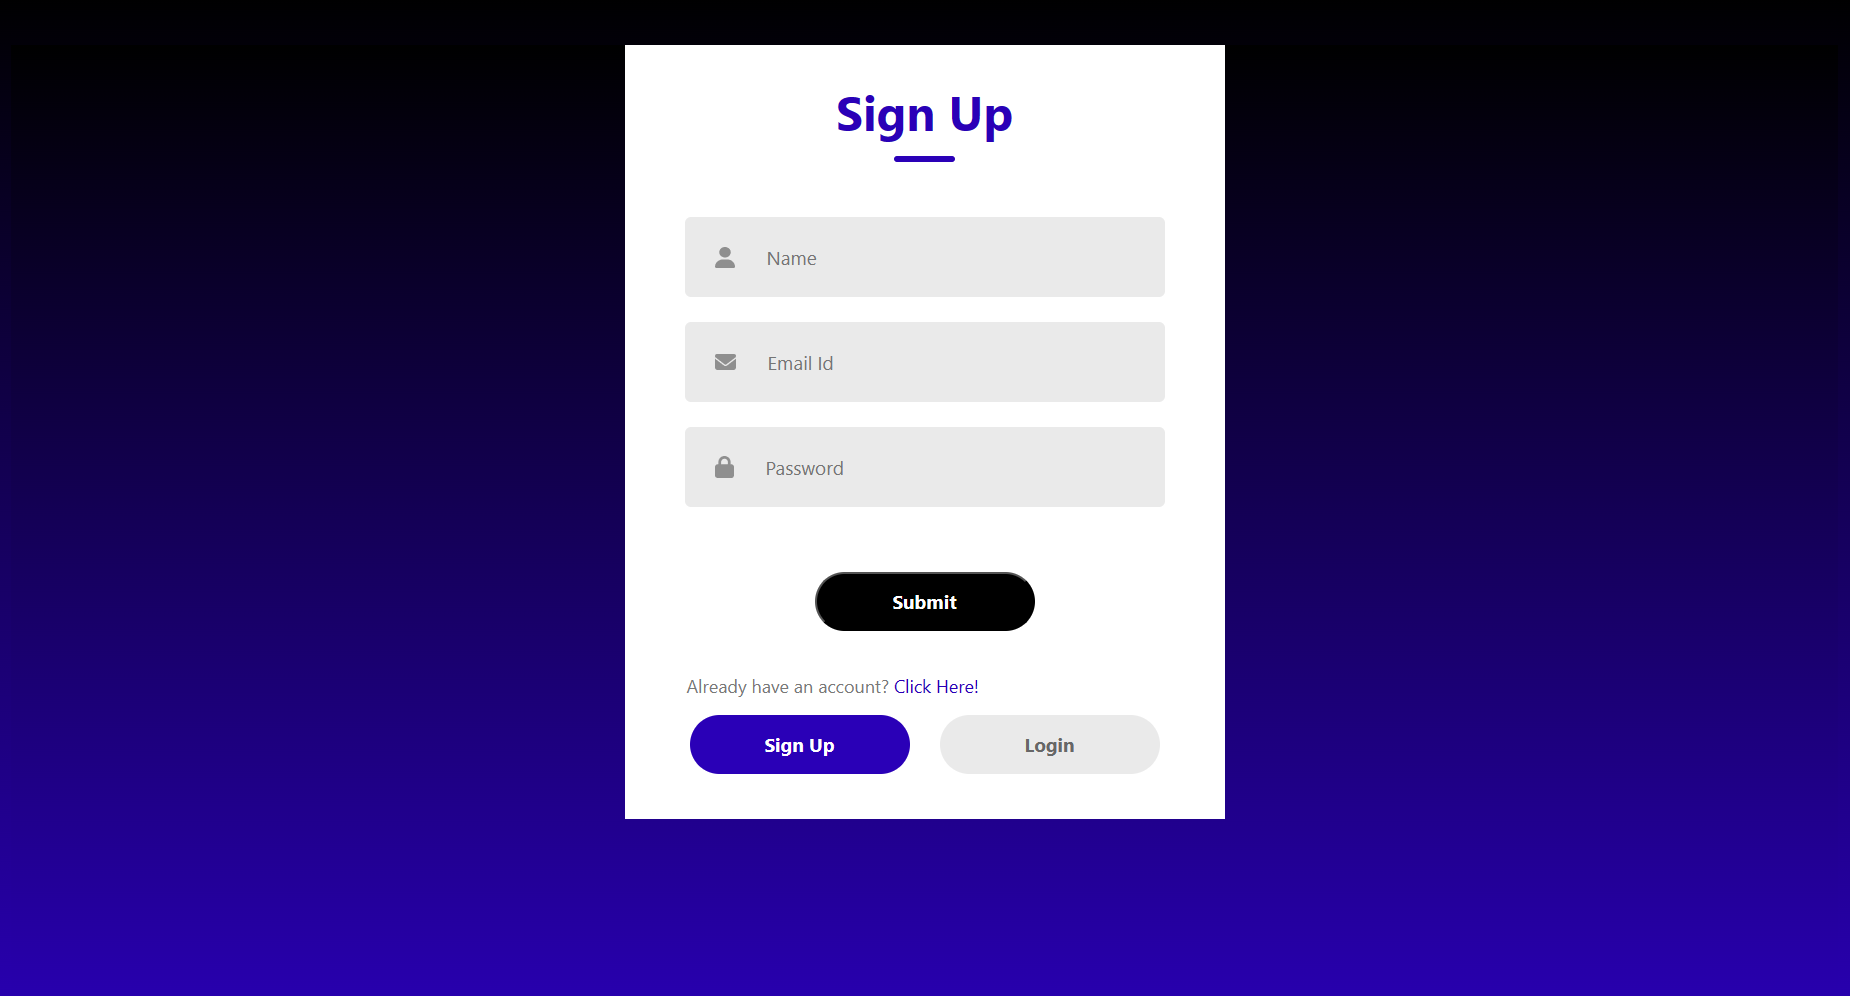 Sign Up
Name
Email Id
Password
Submit
Already have an account? Click Here!
Sign Up
Login